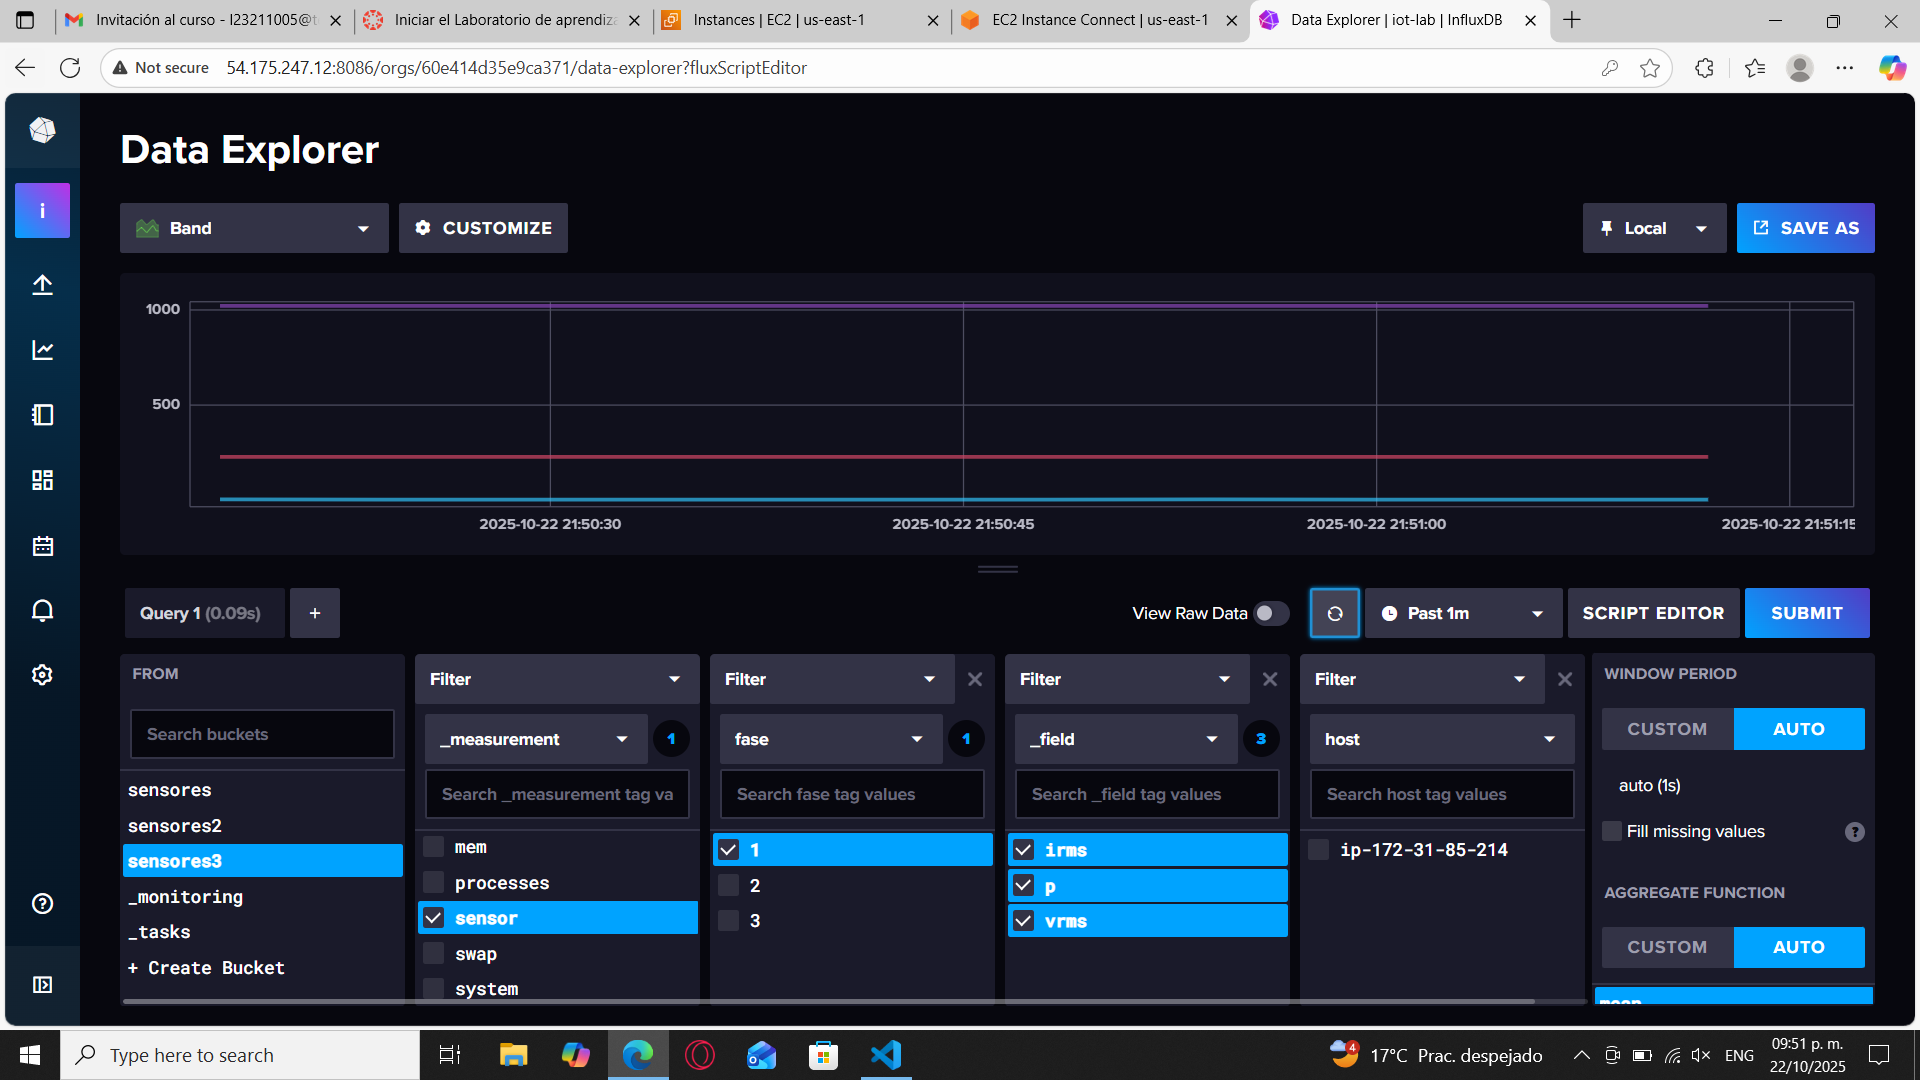 Invitación al curso - l23211005@t
Iniciar el Laboratorio de aprendiza
Instances | EC2 | us-east-1
EC2 Instance Connect | us-east-1
Data Explorer | iot-lab | InfluxDB
Not secure
54.175.247.12:8086/orgs/60e414d35e9ca371/data-explorer?fluxScriptEditor
i
Data Explorer
Band
CUSTOMIZE
Local
SAVE AS
1000
500
2025-10-22 21:50:30
2025-10-22 21:50:45
2025-10-22 21:51:00
2025-10-22 21:51:15
Query 1 (0.09s)
+
View Raw Data
Past 1m
SCRIPT EDITOR
SUBMIT
FROM
Search buckets
sensores
sensores2
sensores3
_monitoring
_tasks
+ Create Bucket
Filter
_measurement
1
Search _measurement tag va
mem
processes
sensor
swap
system
Filter
fase
1
Search fase tag values
1
2
3
Filter
_field
3
Search _field tag values
irms
p
vrms
Filter
host
Search host tag values
ip-172-31-85-214
WINDOW PERIOD
CUSTOM
AUTO
auto (1s)
Fill missing values
?
AGGREGATE FUNCTION
CUSTOM
AUTO
mean
Type here to search
4
17°C Prac. despejado
ENG
09:51 p. m.
22/10/2025